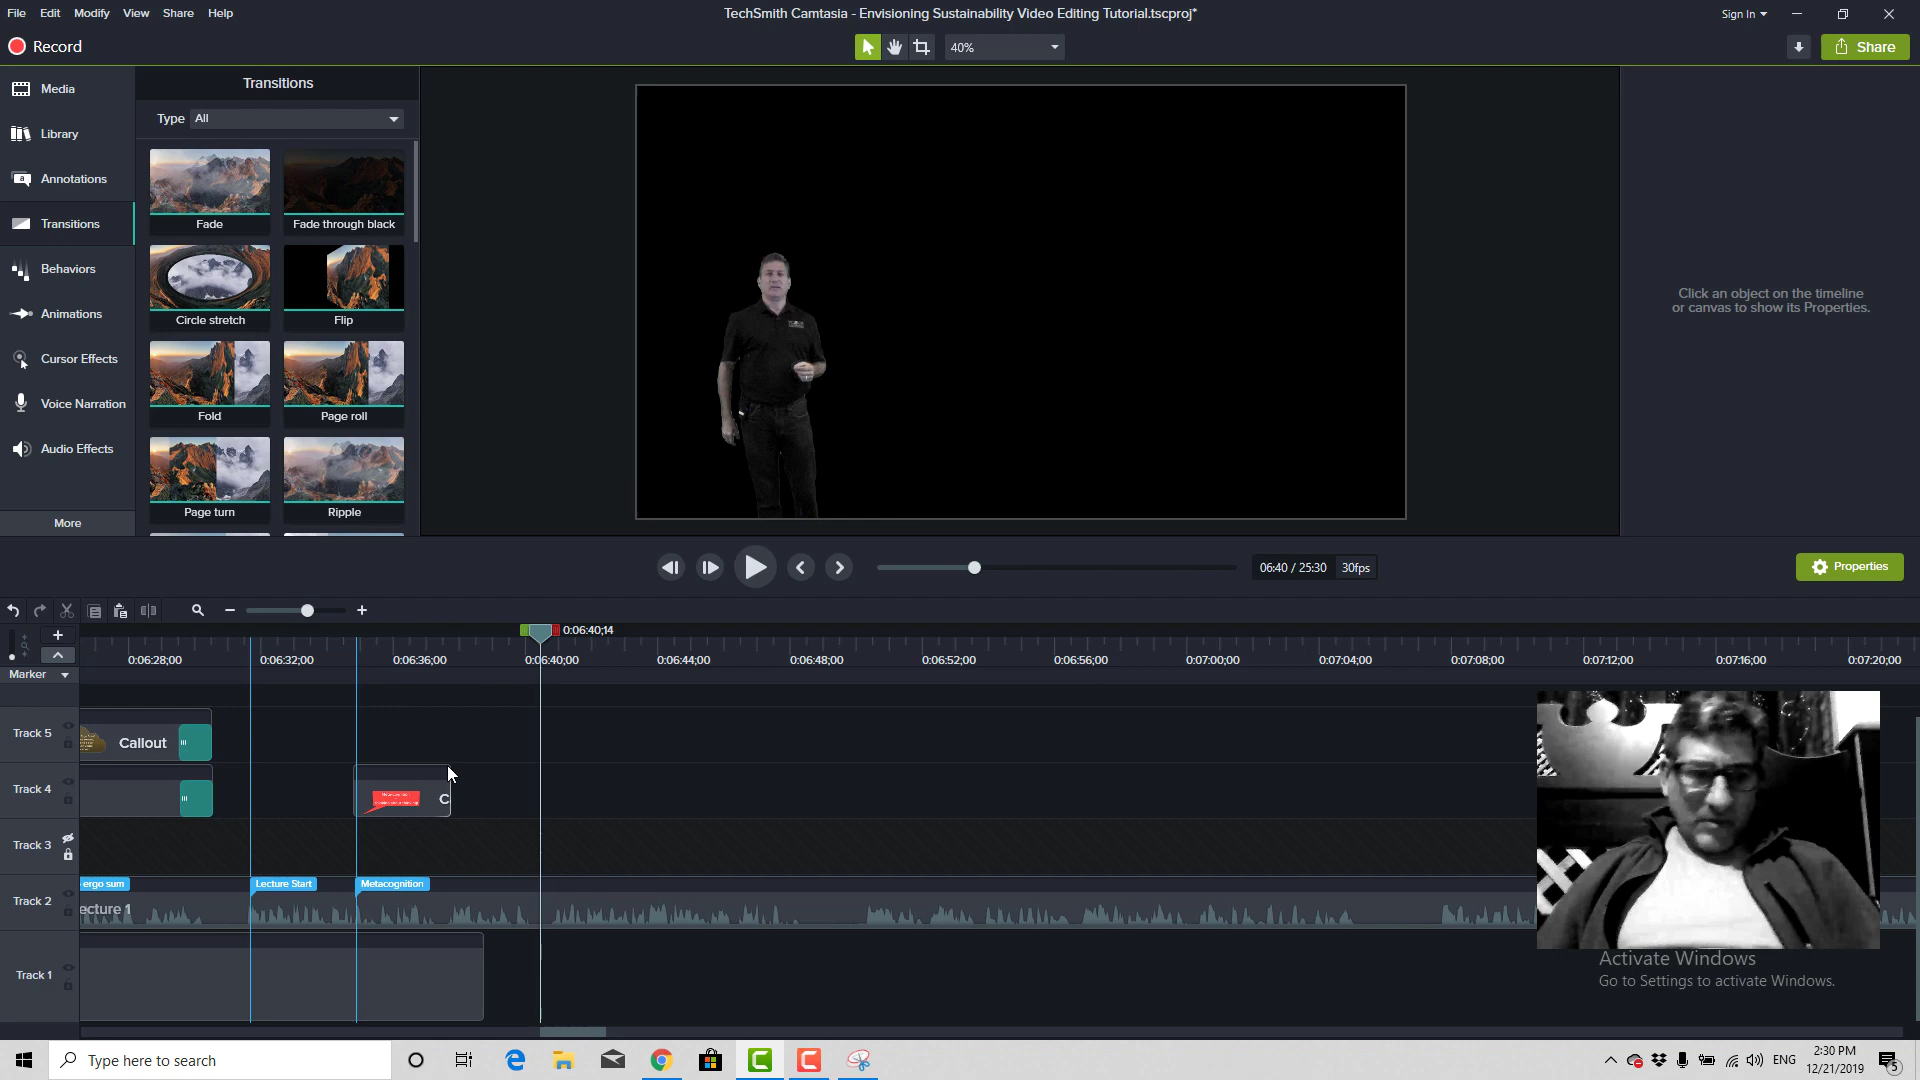 File Edit Modify View Share Help
TechSmith Camtasia - Envisioning Sustainability Video Editing Tutorial.tscproj*
Sign In
Record
40%
Share
Media
Library
Annotations
Transitions
Behaviors
Animations
Cursor Effects
Voice Narration
Audio Effects
More
Transitions
Type All
Fade
Fade through black
Circle stretch
Flip
Fold
Page roll
Page turn
Ripple
Click an object on the timeline
or canvas to show its Properties.
06:40 / 25:30 30fps
Properties
0:06:40;14
0:06:28;00 0:06:32;00 0:06:36;00 0:06:40;00 0:06:44;00 0:06:48;00 0:06:52;00 0:06:56;00 0:07:00;00 0:07:04;00 0:07:08;00 0:07:12;00 0:07:16;00 0:07:20;00
Marker
Track 5
Callout
Track 4
C
Track 3
ergo sum
Lecture Start
Metacognition
Track 2
ecture 1
Track 1
Activate Windows
Go to Settings to activate Windows.
Type here to search
ENG
2:30 PM
12/21/2019
5